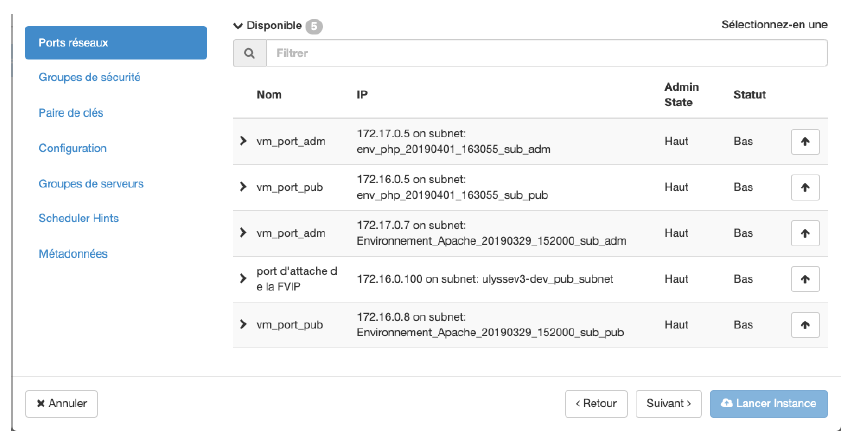 Disponible 5
Sélectionnez-en une
Ports réseaux
Groupes de sécurité
Paire de clés
Configuration
Groupes de serveurs
Scheduler Hints
Métadonnées
Filtrer
Nom IP Admin State Statut
vm_port_adm 172.17.0.5 on subnet: env_php_20190401_163055_sub_adm Haut Bas
vm_port_pub 172.16.0.5 on subnet: env_php_20190401_163055_sub_pub Haut Bas
vm_port_adm 172.17.0.7 on subnet: Environnement_Apache_20190329_152000_sub_adm Haut Bas
port d'attache d e la FVIP 172.16.0.100 on subnet: ulyssev3-dev_pub_subnet Haut Bas
vm_port_pub 172.16.0.8 on subnet: Environnement_Apache_20190329_152000_sub_pub Haut Bas
Annuler
< Retour
Suivant >
Lancer Instance